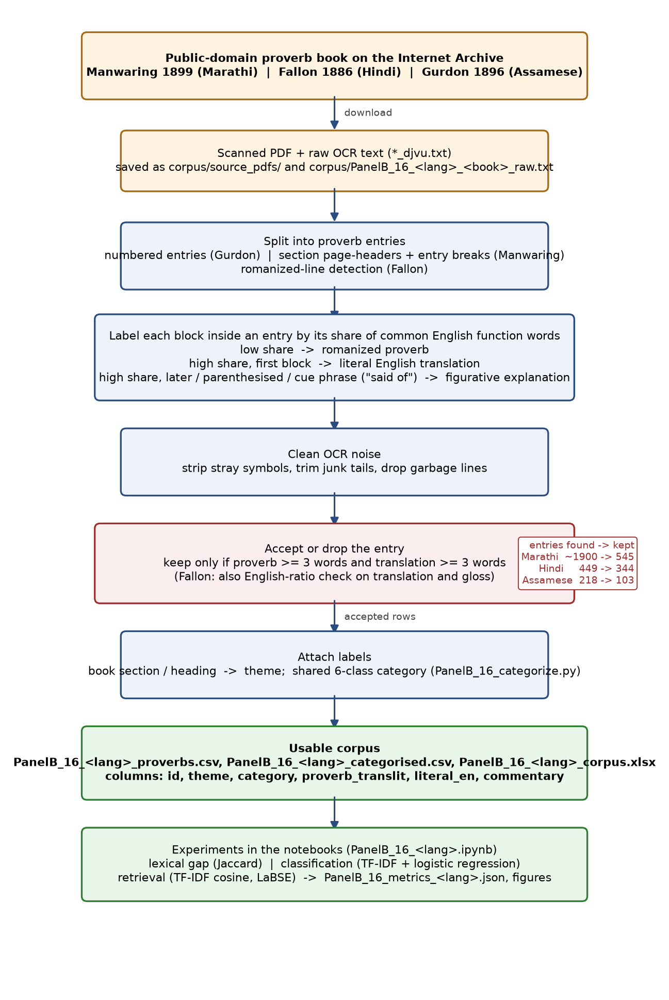 Public-domain proverb book on the Internet Archive
Manwaring 1899 (Marathi)  |  Fallon 1886 (Hindi)  |  Gurdon 1896 (Assamese)
download
Scanned PDF + raw OCR text (*_djvu.txt)
saved as corpus/source_pdfs/ and corpus/PanelB_16_<lang>_<book>_raw.txt
Split into proverb entries
numbered entries (Gurdon)  |  section page-headers + entry breaks (Manwaring)
romanized-line detection (Fallon)
Label each block inside an entry by its share of common English function words
low share  ->  romanized proverb
high share, first block  ->  literal English translation
high share, later / parenthesised / cue phrase ("said of")  ->  figurative explanation
Clean OCR noise
strip stray symbols, trim junk tails, drop garbage lines
Accept or drop the entry
keep only if proverb >= 3 words and translation >= 3 words
(Fallon: also English-ratio check on translation and gloss)
entries found -> kept
Marathi  ~1900 -> 545
Hindi     449 -> 344
Assamese  218 -> 103
accepted rows
Attach labels
book section / heading  ->  theme;  shared 6-class category (PanelB_16_categorize.py)
Usable corpus
PanelB_16_<lang>_proverbs.csv, PanelB_16_<lang>_categorised.csv, PanelB_16_<lang>_corpus.xlsx
columns: id, theme, category, proverb_translit, literal_en, commentary
Experiments in the notebooks (PanelB_16_<lang>.ipynb)
lexical gap (Jaccard)  |  classification (TF-IDF + logistic regression)
retrieval (TF-IDF cosine, LaBSE)  ->  PanelB_16_metrics_<lang>.json, figures